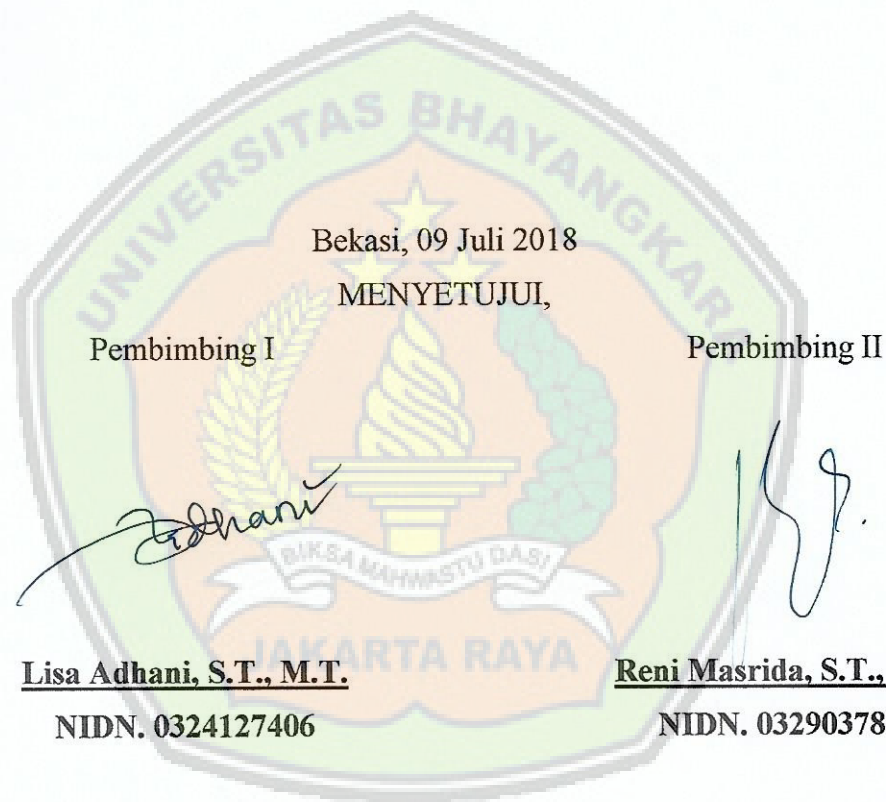 UNIVERSITAS BHAYANGKARA
Bekasi, 09 Juli 2018
MENYETUJUI,
Pembimbing I
Pembimbing II
Adhani
BIKSA MAHWASTU DASI
JAKARTA RAYA
Lisa Adhani, S.T., M.T.
Reni Masrida, S.T.,
NIDN. 0324127406
NIDN. 03290378